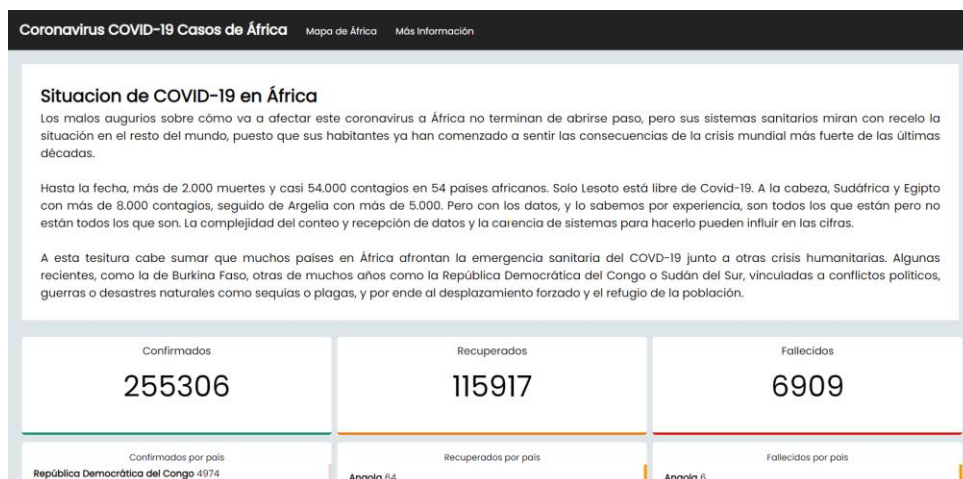 Coronavirus COVID-19 Casos de África Mapa de África Más Información
Situacion de COVID-19 en África
Los malos augurios sobre cómo va a afectar este coronavirus a África no terminan de abrirse paso, pero sus sistemas sanitarios miran con recelo la
situación en el resto del mundo, puesto que sus habitantes ya han comenzado a sentir las consecuencias de la crisis mundial más fuerte de las últimas
décadas.
Hasta la fecha, más de 2.000 muertes y casi 54.000 contagios en 54 países africanos. Solo Lesoto está libre de Covid-19. A la cabeza, Sudáfrica y Egipto
con más de 8.000 contagios, seguido de Argelia con más de 5.000. Pero con los datos, y lo sabemos por experiencia, son todos los que están pero no
están todos los que son. La complejidad del conteo y recepción de datos y la carencia de sistemas para hacerlo pueden influir en las cifras.
A esta tesitura cabe sumar que muchos países en África afrontan la emergencia sanitaria del COVD-19 junto a otras crisis humanitarias. Algunas
recientes, como la de Burkina Faso, otras de muchos años como la República Democrática del Congo o Sudán del Sur, vinculadas a conflictos políticos,
guerras o desastres naturales como sequías o plagas, y por ende al desplazamiento forzado y el refugio de la población.
Confirmados
255306
Recuperados
115917
Fallecidos
6909
Confirmados por país
República Democrática del Congo 4974
Recuperados por país
Angola 64
Fallecidos por país
Angola 6